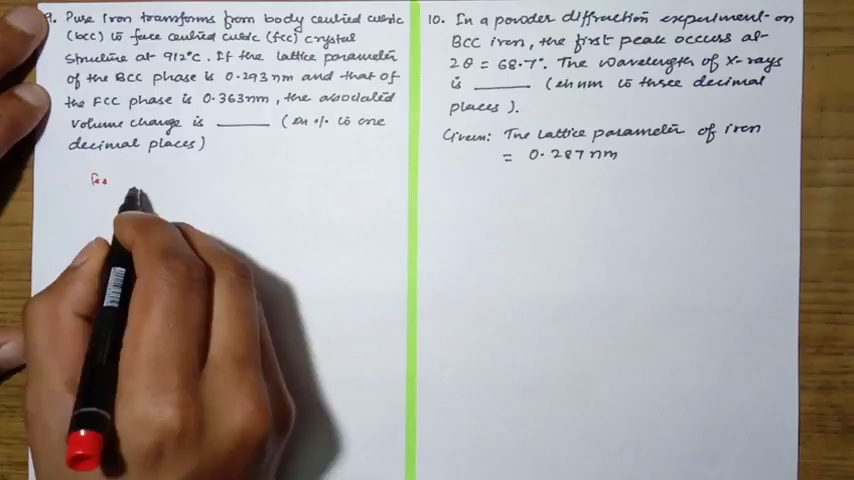 9. Pure Iron transforms from body centred cubic
(bcc) to face centred cubic (fcc) crystal
structure at 912°C. If the lattice parameter
of the BCC phase is 0.293 nm and that of
the FCC phase is 0.363nm, the associated
volume change is ______ (in % to one
decimal places)
for
10. In a powder diffraction experiment on
BCC iron, the first peak occurs at
2θ = 68.7°. The wavelength of X-rays
is ______ (in nm to three decimal
places).
Given: The lattice parameter of iron
= 0.287 nm